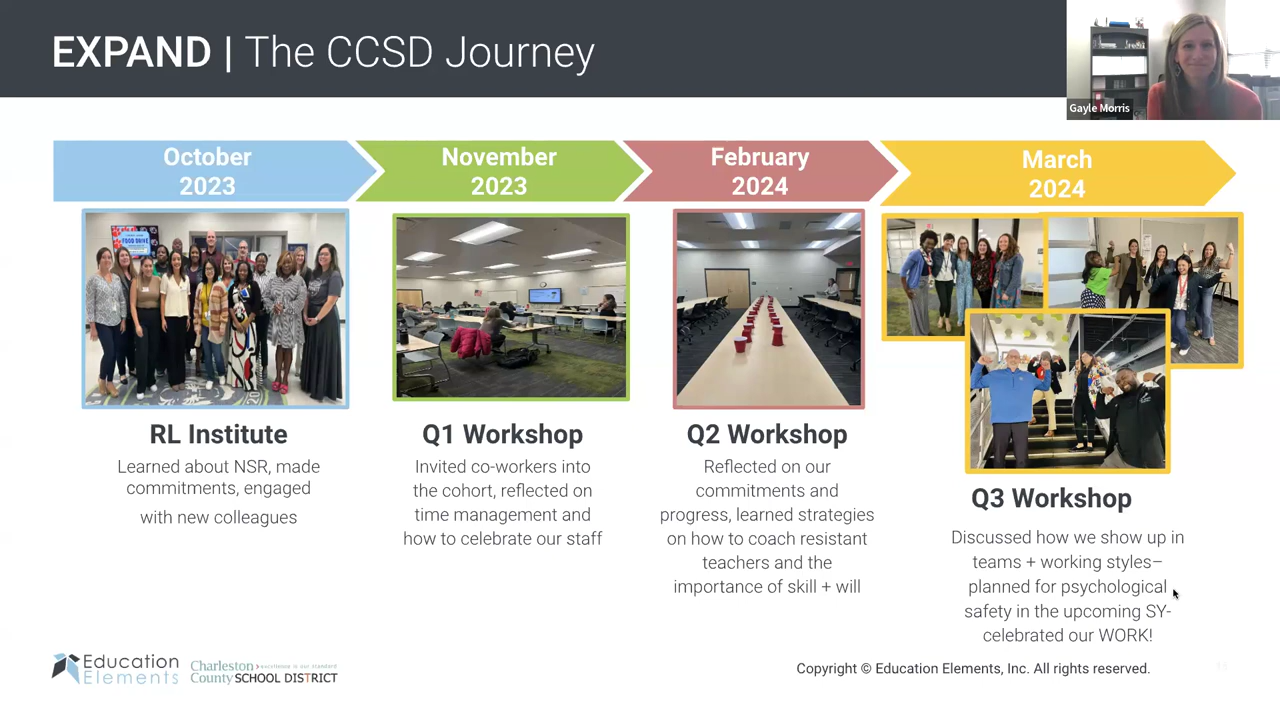 EXPAND | The CCSD Journey
Gayle Morris
October
2023
November
2023
February
2024
March
2024
FOOD DRIVE
RL Institute
Learned about NSR, made
commitments, engaged
with new colleagues
Q1 Workshop
Invited co-workers into
the cohort, reflected on
time management and
how to celebrate our staff
Q2 Workshop
Reflected on our
commitments and
progress, learned strategies
on how to coach resistant
teachers and the
importance of skill + will
Q3 Workshop
Discussed how we show up in
teams + working styles–
planned for psychological
safety in the upcoming SY-
celebrated our WORK!
Education
Elements
Charleston excellence is our standard
County SCHOOL DISTRICT
Copyright © Education Elements, Inc. All rights reserved.